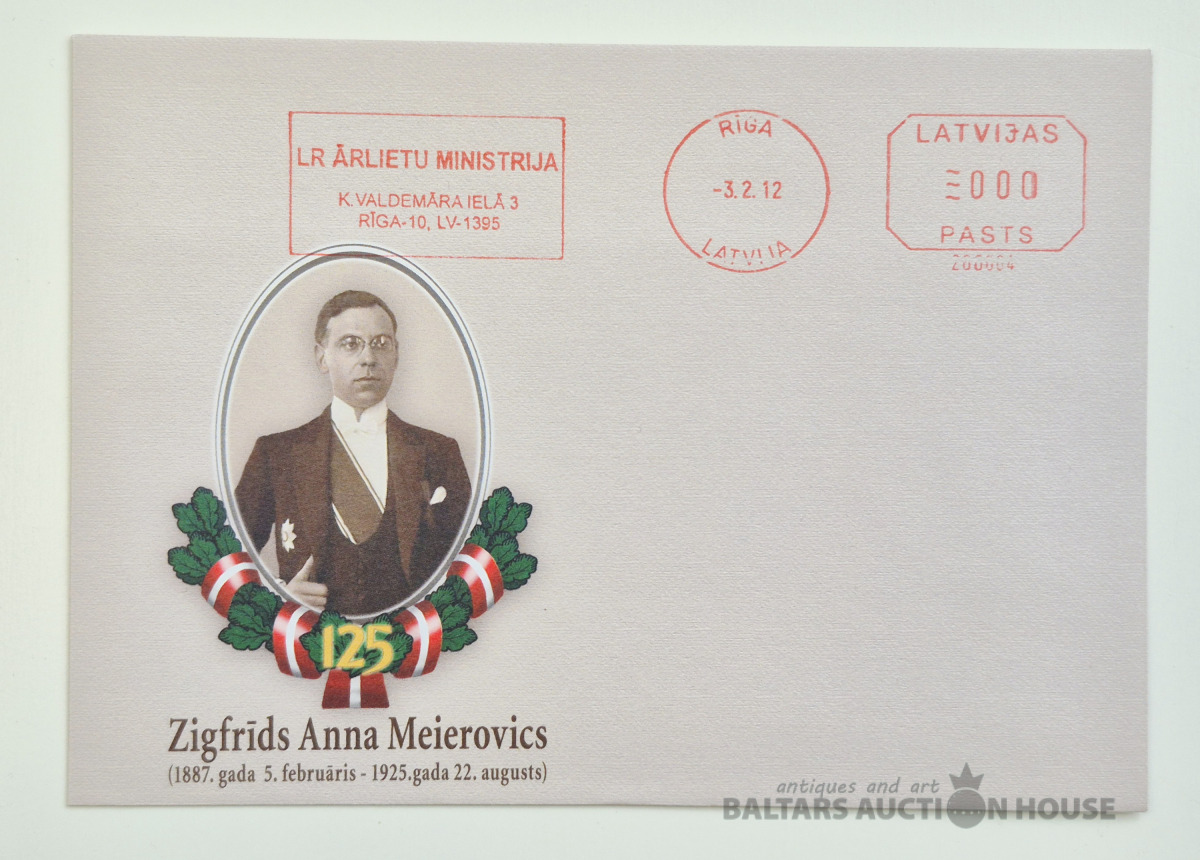 LR ĀRLIETU MINISTRIJA
K. VALDEMĀRA IELĀ 3
RĪGA-10, LV-1395
RĪGA
-3. 2. 12
LATVIJA
LATVIJAS
000
PASTS
125
Zigfrīds Anna Meierovics
(1887. gada 5. februāris - 1925.gada 22. augusts)
antiques and art
BALTARS AUCTION HOUSE